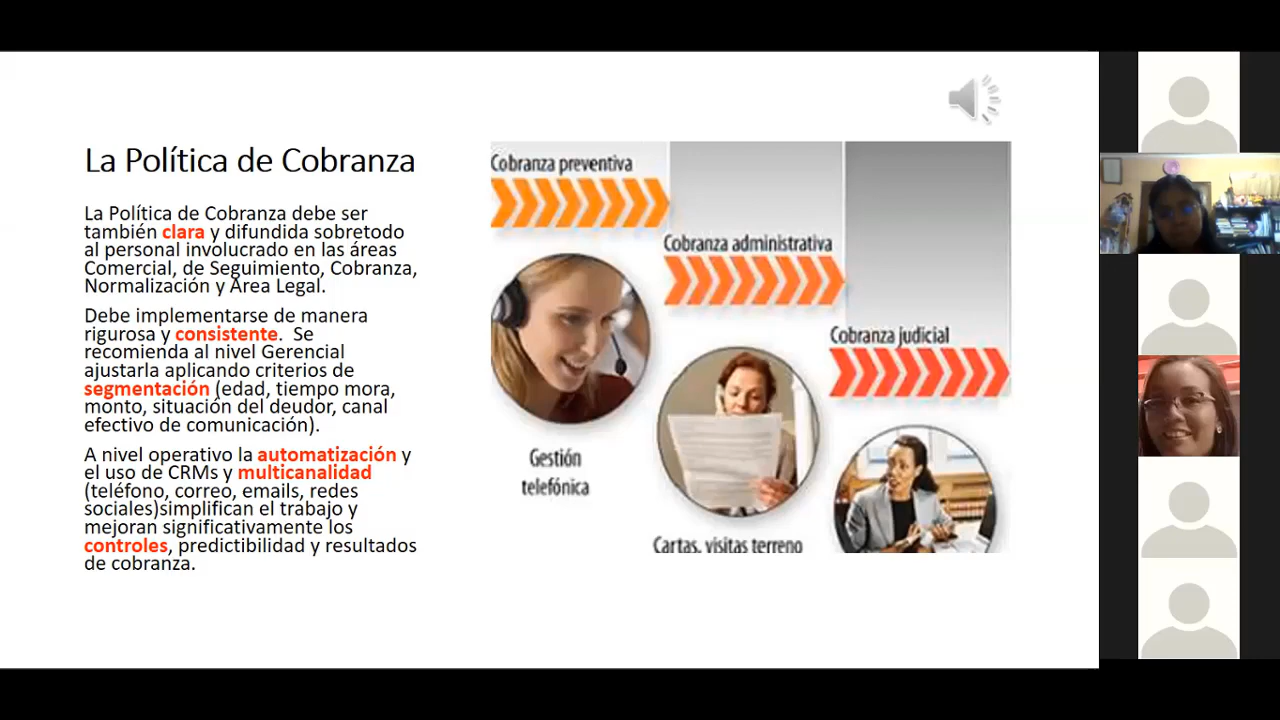 La Política de Cobranza
La Política de Cobranza debe ser
también clara y difundida sobretodo
al personal involucrado en las áreas
Comercial, de Seguimiento, Cobranza,
Normalización y Área Legal.
Debe implementarse de manera
rigurosa y consistente.  Se
recomienda al nivel Gerencial
ajustarla aplicando criterios de
segmentación (edad, tiempo mora,
monto, situación del deudor, canal
efectivo de comunicación).
A nivel operativo la automatización y
el uso de CRMs y multicanalidad
(teléfono, correo, emails, redes
sociales)simplifican el trabajo y
mejoran significativamente los
controles, predictibilidad y resultados
de cobranza.
Cobranza preventiva
Cobranza administrativa
Cobranza judicial
Gestión
telefónica
Cartas, visitas terreno